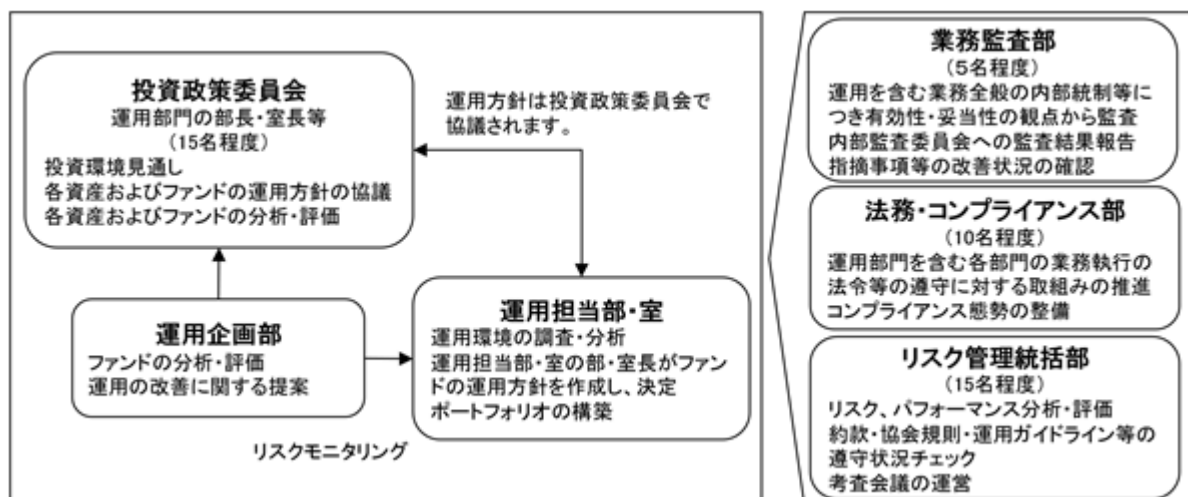 投資政策委員会
運用部門の部長・室長等
(15名程度)
投資環境見通し
各資産およびファンドの運用方針の協議
各資産およびファンドの分析・評価
運用方針は投資政策委員会で
協議されます。
運用企画部
ファンドの分析・評価
運用の改善に関する提案
運用担当部・室
運用環境の調査・分析
運用担当部・室の部・室長がファン
ドの運用方針を作成し、決定
ポートフォリオの構築
リスクモニタリング
業務監査部
(5名程度)
運用を含む業務全般の内部統制等に
つき有効性・妥当性の観点から監査
内部監査委員会への監査結果報告
指摘事項等の改善状況の確認
法務・コンプライアンス部
(10名程度)
運用部門を含む各部門の業務執行の
法令等の遵守に対する取組みの推進
コンプライアンス態勢の整備
リスク管理統括部
(15名程度)
リスク、パフォーマンス分析・評価
約款・協会規則・運用ガイドライン等の
遵守状況チェック
考査会議の運営